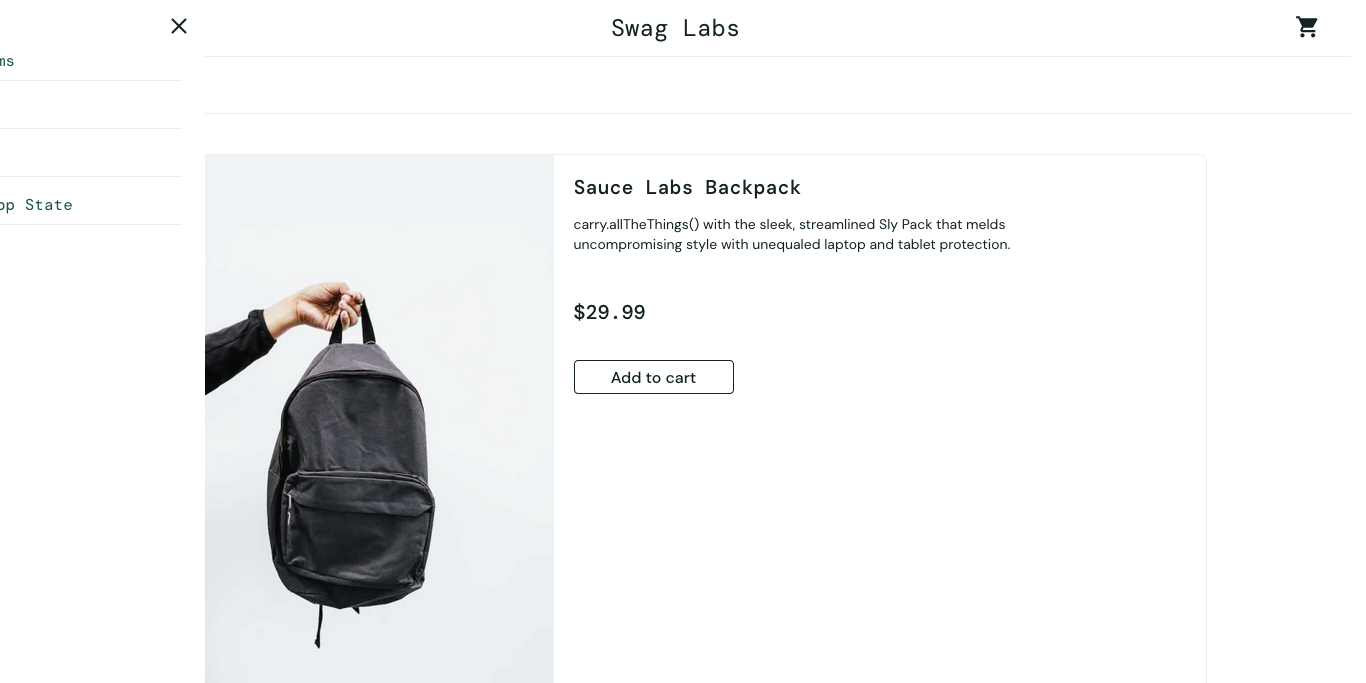 Swag Labs
ms
pp State
Sauce Labs Backpack
carry.allTheThings() with the sleek, streamlined Sly Pack that melds
uncompromising style with unequaled laptop and tablet protection.
$29.99
Add to cart